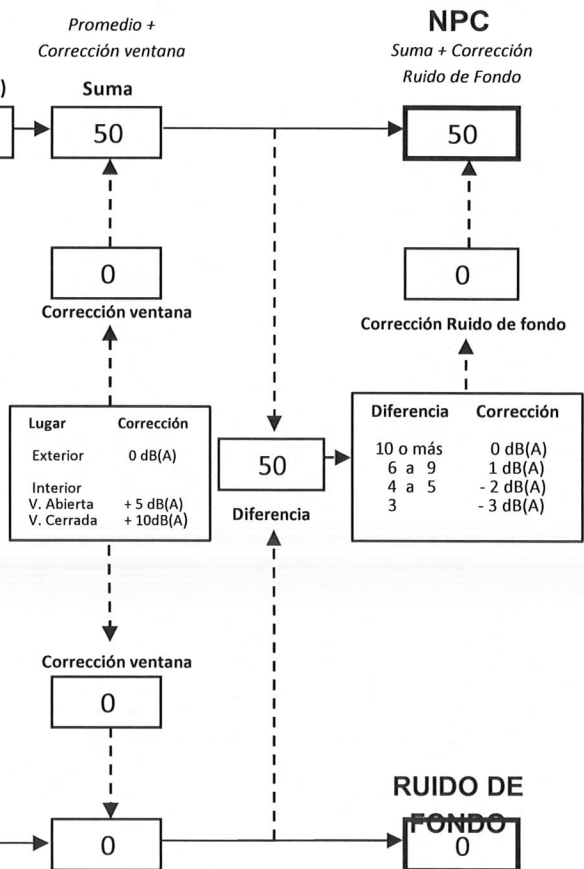 Promedio +
Corrección ventana
NPC
Suma + Corrección
Ruido de Fondo
)
Suma
50
50
0
0
Corrección ventana
Corrección Ruido de fondo
Lugar Corrección
Exterior 0 dB(A)
Interior
V. Abierta + 5 dB(A)
V. Cerrada + 10dB(A)
50
Diferencia
Diferencia Corrección
10 o más 0 dB(A)
6 a 9 1 dB(A)
4 a 5 - 2 dB(A)
3 - 3 dB(A)
Corrección ventana
0
RUIDO DE
FONDO
0
0